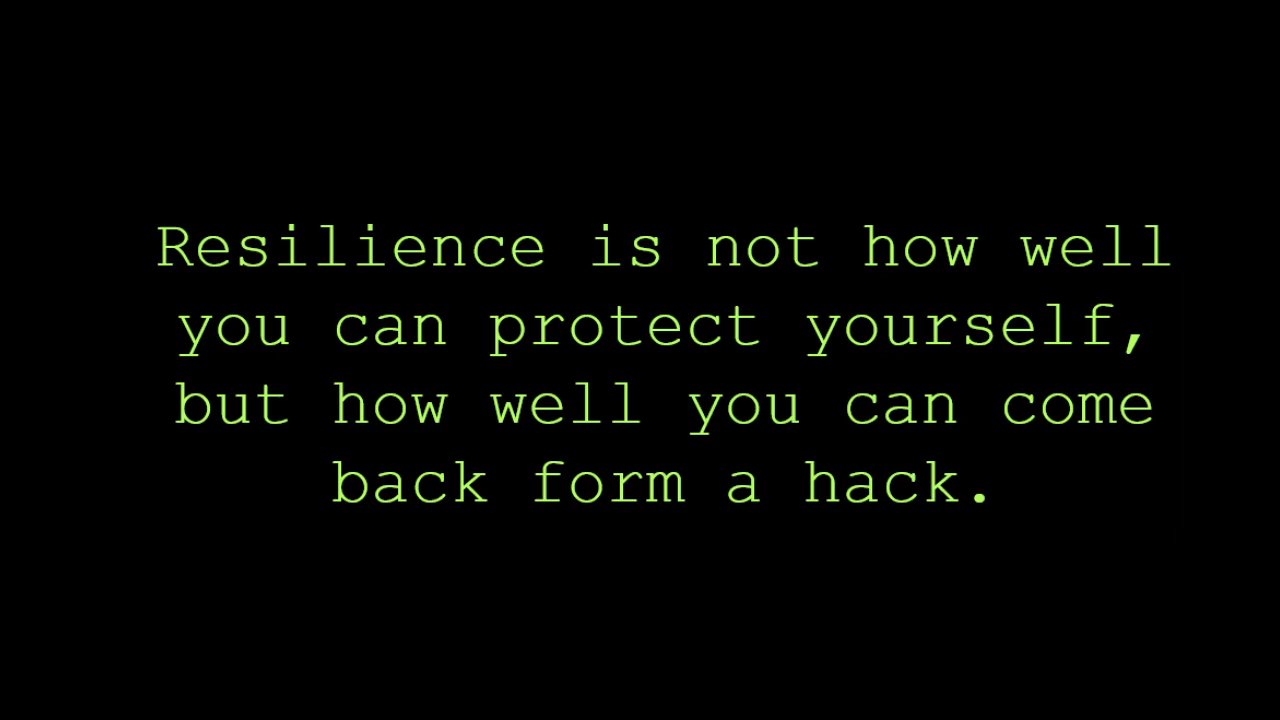 Resilience is not how well
you can protect yourself,
but how well you can come
back form a hack.